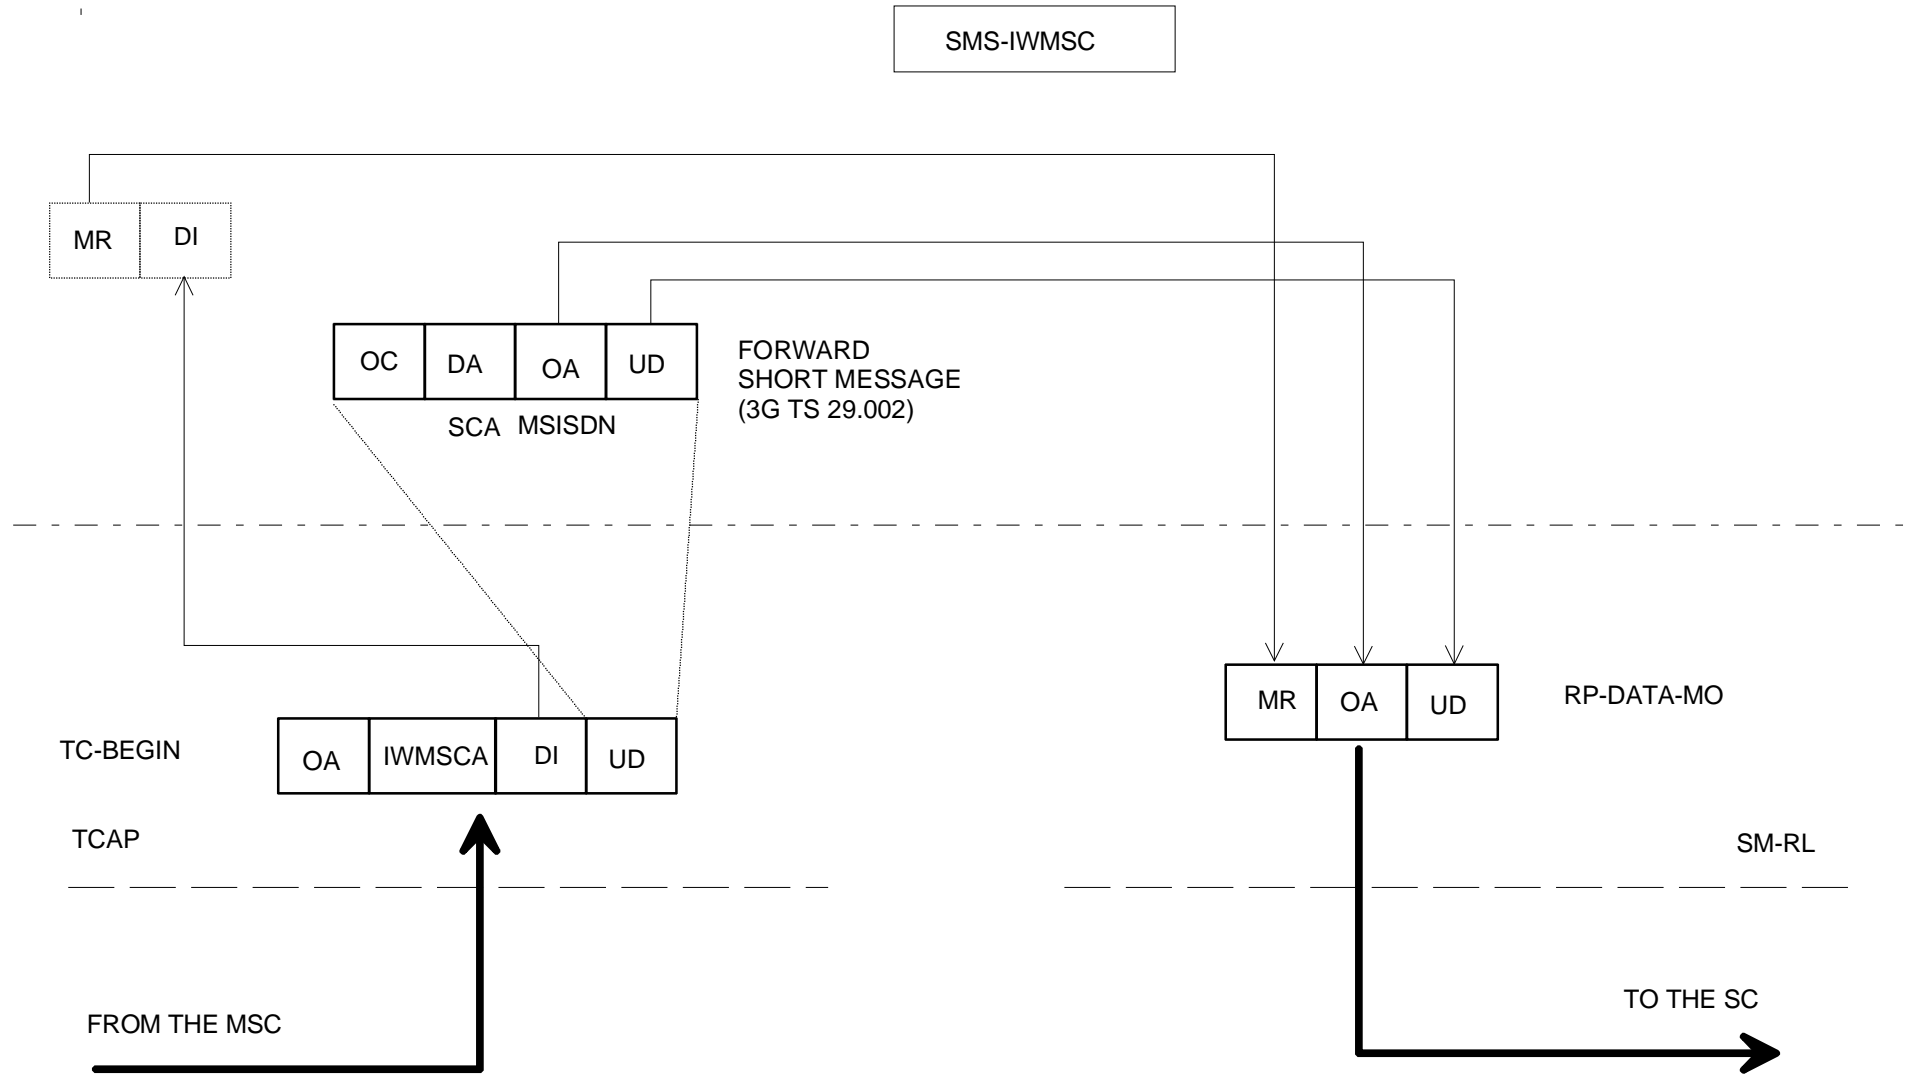 SMS-IWMSC
MR DI
OC DA OA UD
SCA MSISDN
FORWARD
SHORT MESSAGE
(3G TS 29.002)
MR OA UD
RP-DATA-MO
TC-BEGIN
OA IWMSCA DI UD
TCAP
SM-RL
FROM THE MSC
TO THE SC